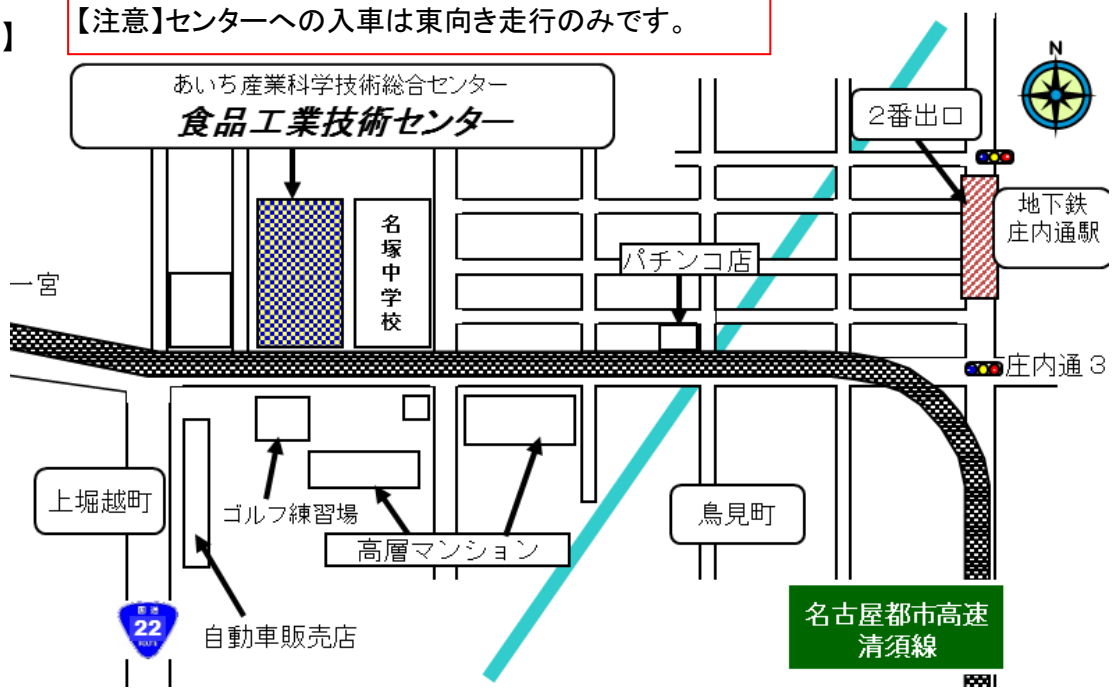 】
【注意】センターへの入車は東向き走行のみです。
あいち産業科学技術総合センター
食品工業技術センター
N
2番出口
地下鉄
庄内通駅
名塚中学校
パチンコ店
一宮
庄内通3
上堀越町
ゴルフ練習場
高層マンション
鳥見町
自動車販売店
国道
22
ROUTE
名古屋都市高速
清須線